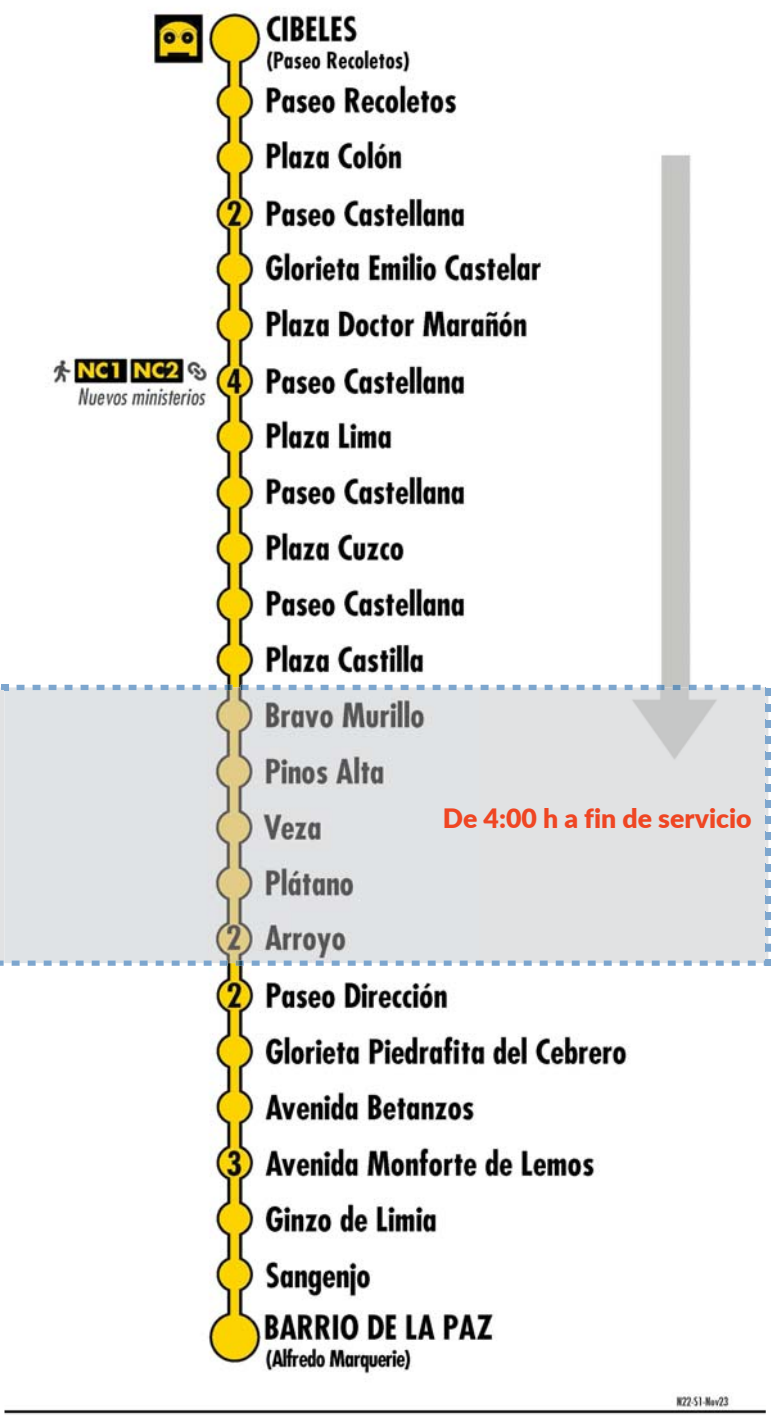 CIBELES
(Paseo Recoletos)
Paseo Recoletos
Plaza Colón
2 Paseo Castellana
Glorieta Emilio Castelar
Plaza Doctor Marañón
NC1 NC2 4 Paseo Castellana
Nuevos ministerios
Plaza Lima
Paseo Castellana
Plaza Cuzco
Paseo Castellana
Plaza Castilla
Bravo Murillo
Pinos Alta
De 4:00 h a fin de servicio
Veza
Plátano
2 Arroyo
2 Paseo Dirección
Glorieta Piedrafita del Cebrero
Avenida Betanzos
3 Avenida Monforte de Lemos
Ginzo de Limia
Sangenjo
BARRIO DE LA PAZ
(Alfredo Marquerie)
N22-S1-Nov23